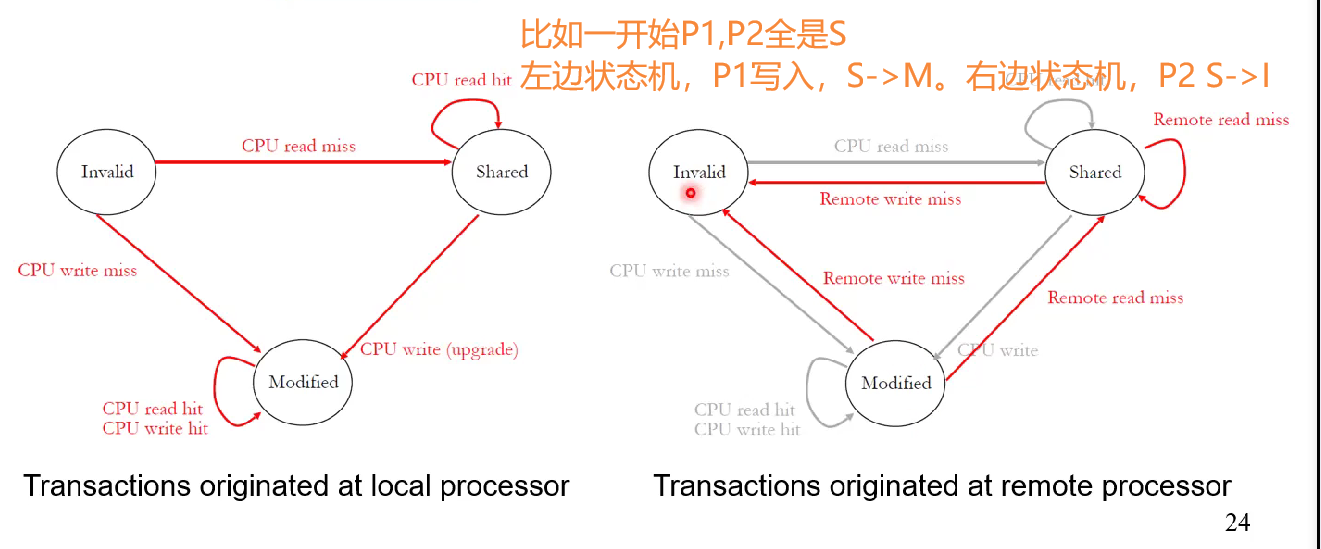 比如一开始P1,P2全是S
左边状态机，P1写入，S->M。右边状态机，P2 S->I
CPU read hit
CPU read miss
Invalid
Shared
CPU write miss
CPU write (upgrade)
Modified
CPU read hit
CPU write hit
Transactions originated at local processor
Remote read miss
CPU read miss
Invalid
Shared
Remote write miss
CPU write miss
Remote write miss
Remote read miss
CPU write
Modified
CPU read hit
CPU write hit
Transactions originated at remote processor
24